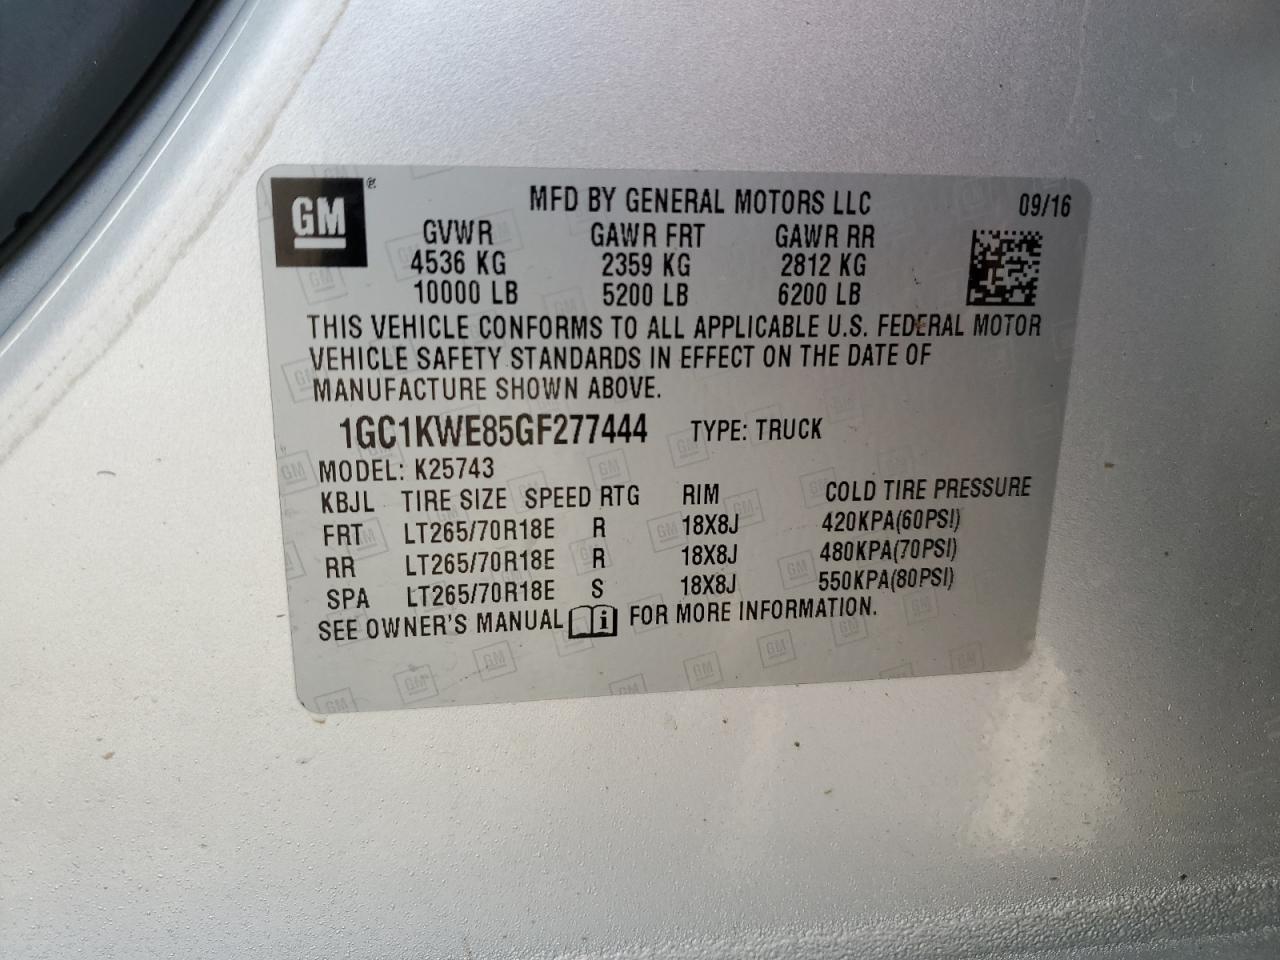 GM ® MFD BY GENERAL MOTORS LLC 09/16
GVWR GAWR FRT GAWR RR
4536 KG 2359 KG 2812 KG
10000 LB 5200 LB 6200 LB
THIS VEHICLE CONFORMS TO ALL APPLICABLE U.S. FEDERAL MOTOR
VEHICLE SAFETY STANDARDS IN EFFECT ON THE DATE OF
MANUFACTURE SHOWN ABOVE.
1GC1KWE85GF277444 TYPE: TRUCK
MODEL: K25743
KBJL TIRE SIZE SPEED RTG RIM COLD TIRE PRESSURE
FRT LT265/70R18E R 18X8J 420KPA(60PSI)
RR LT265/70R18E R 18X8J 480KPA(70PSI)
SPA LT265/70R18E S 18X8J 550KPA(80PSI)
SEE OWNER'S MANUAL i FOR MORE INFORMATION.